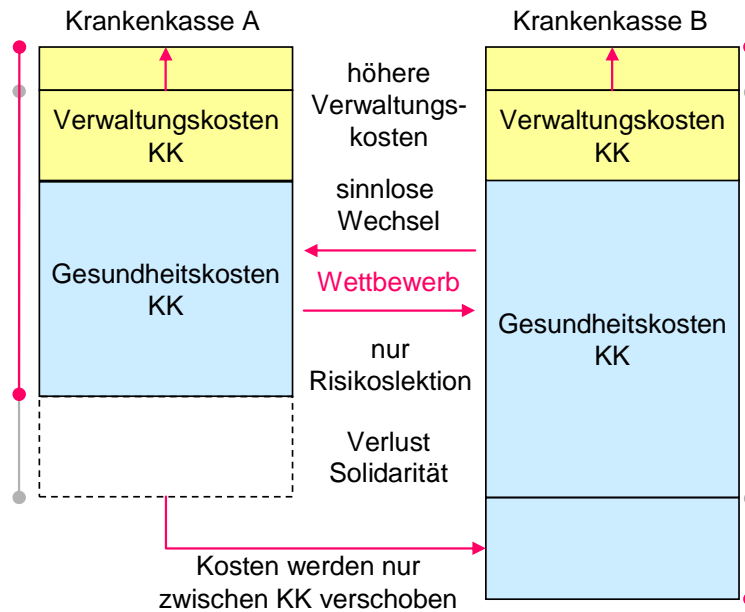 Krankenkasse A
Krankenkasse B
höhere
Verwaltungs-
kosten
Verwaltungskosten
KK
Verwaltungskosten
KK
sinnlose
Wechsel
Gesundheitskosten
KK
Wettbewerb
Gesundheitskosten
KK
nur
Risikoslektion
Verlust
Solidarität
Kosten werden nur
zwischen KK verschoben